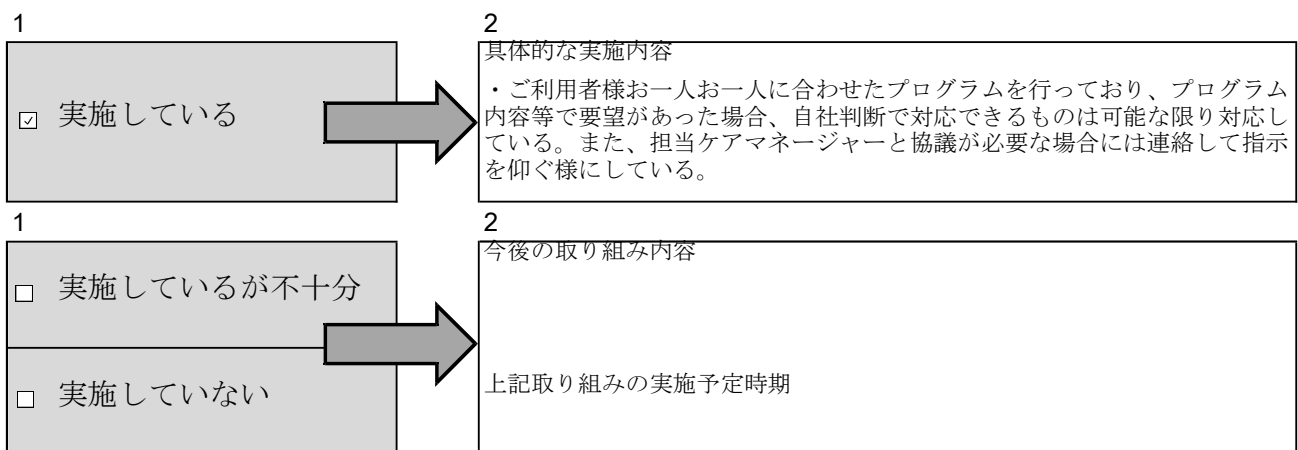 1
2
☑ 実施している
具体的な実施内容
・ご利用者様お一人お一人に合わせたプログラムを行っており、プログラム
内容等で要望があった場合、自社判断で対応できるものは可能な限り対応し
ている。また、担当ケアマネージャーと協議が必要な場合には連絡して指示
を仰ぐ様にしている。
1
2
☐ 実施しているが不十分
☐ 実施していない
今後の取り組み内容
上記取り組みの実施予定時期